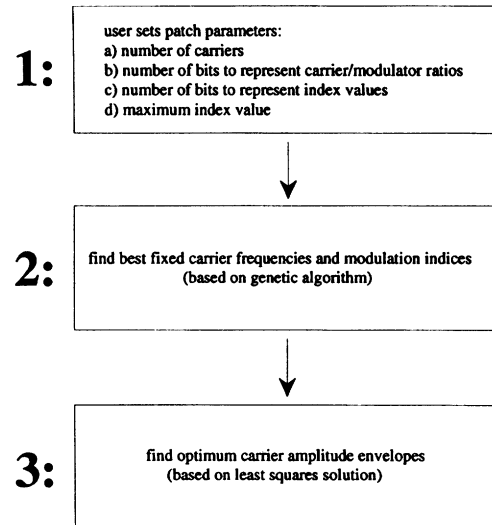 1:
user sets patch parameters:
a) number of carriers
b) number of bits to represent carrier/modulator ratios
c) number of bits to represent index values
d) maximum index value
2:
find best fixed carrier frequencies and modulation indices
(based on genetic algorithm)
3:
find optimum carrier amplitude envelopes
(based on least squares solution)